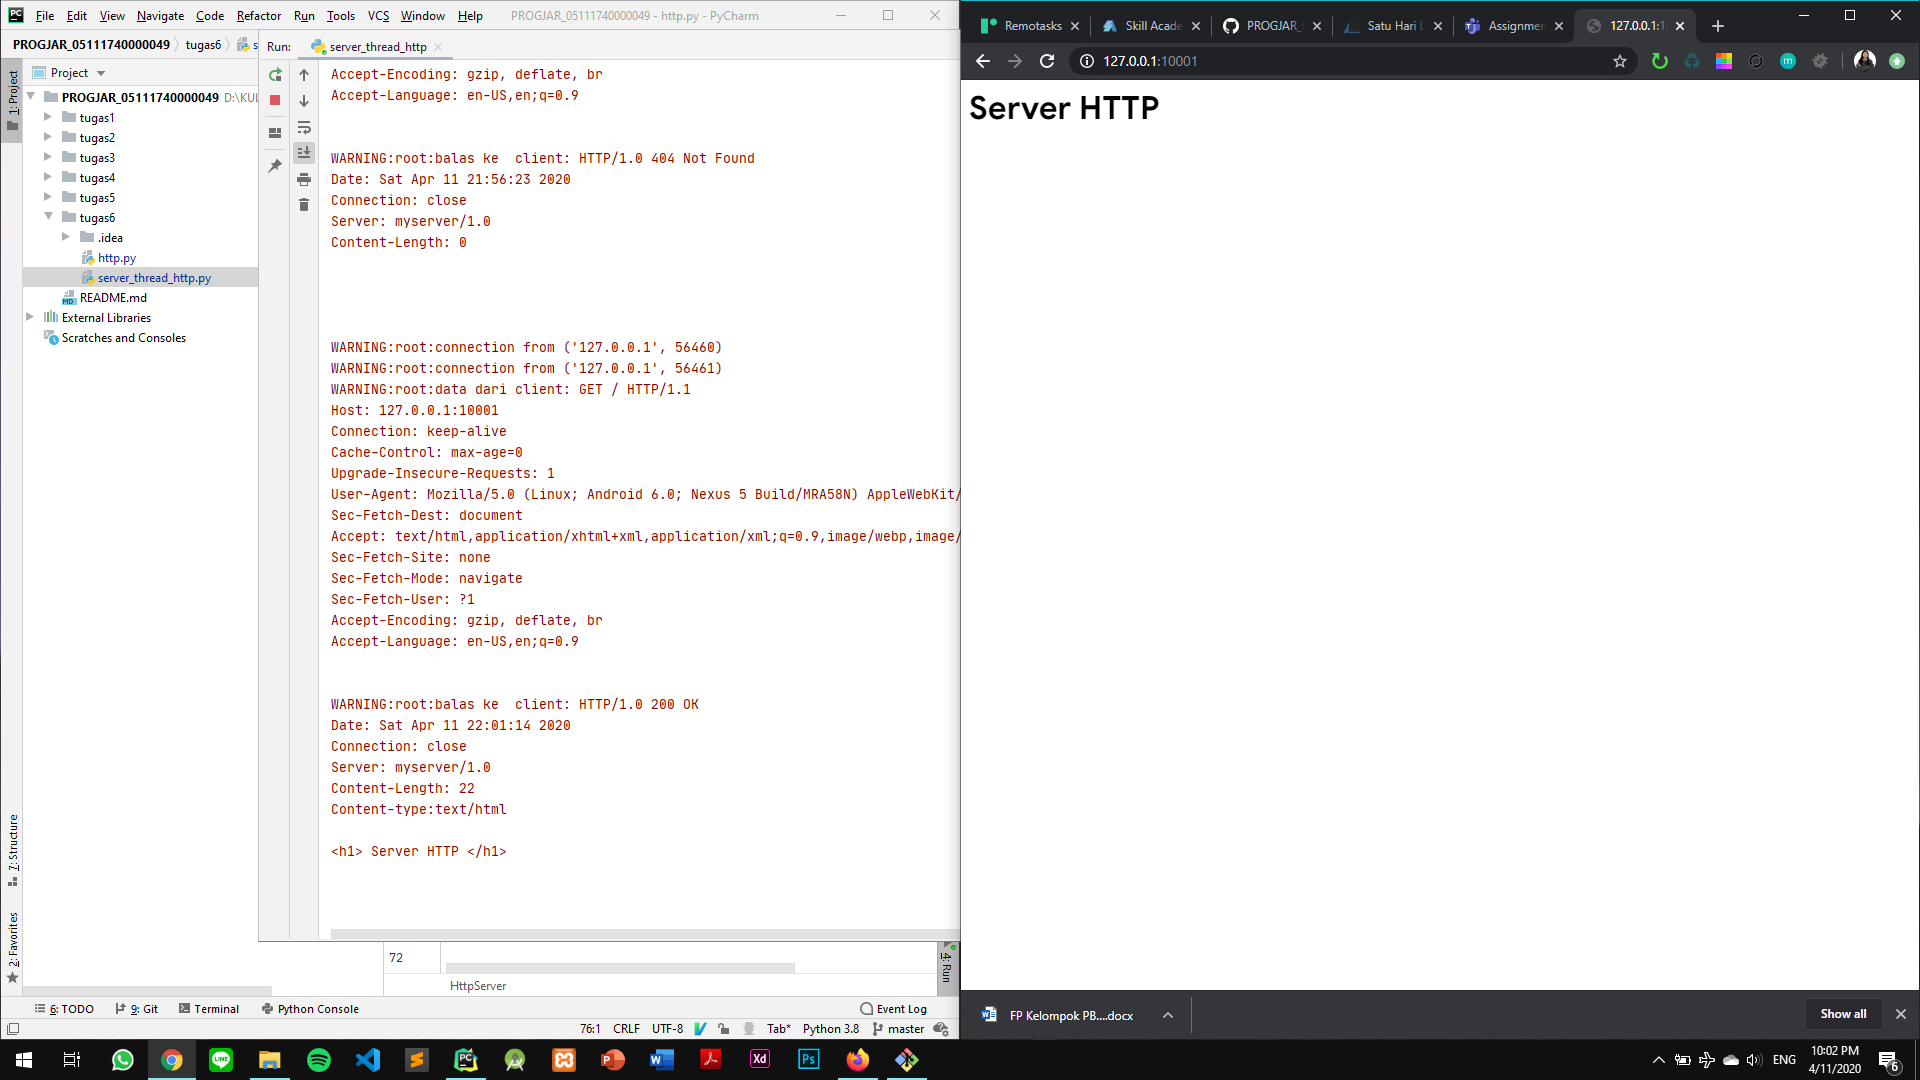 File Edit View Navigate Code Refactor Run Tools VCS Window Help PROGJAR_05111740000049 - http.py - PyCharm
PROGJAR_05111740000049 tugas6
Project
1: Project
PROGJAR_05111740000049 D:\KUL
tugas1
tugas2
tugas3
tugas4
tugas5
tugas6
.idea
http.py
server_thread_http.py
README.md
External Libraries
Scratches and Consoles
7: Structure
2: Favorites
Run: server_thread_http
Accept-Encoding: gzip, deflate, br
Accept-Language: en-US,en;q=0.9
WARNING:root:balas ke  client: HTTP/1.0 404 Not Found
Date: Sat Apr 11 21:56:23 2020
Connection: close
Server: myserver/1.0
Content-Length: 0
WARNING:root:connection from ('127.0.0.1', 56460)
WARNING:root:connection from ('127.0.0.1', 56461)
WARNING:root:data dari client: GET / HTTP/1.1
Host: 127.0.0.1:10001
Connection: keep-alive
Cache-Control: max-age=0
Upgrade-Insecure-Requests: 1
User-Agent: Mozilla/5.0 (Linux; Android 6.0; Nexus 5 Build/MRA58N) AppleWebKit/
Sec-Fetch-Dest: document
Accept: text/html,application/xhtml+xml,application/xml;q=0.9,image/webp,image/
Sec-Fetch-Site: none
Sec-Fetch-Mode: navigate
Sec-Fetch-User: ?1
Accept-Encoding: gzip, deflate, br
Accept-Language: en-US,en;q=0.9
WARNING:root:balas ke  client: HTTP/1.0 200 OK
Date: Sat Apr 11 22:01:14 2020
Connection: close
Server: myserver/1.0
Content-Length: 22
Content-type:text/html
<h1> Server HTTP </h1>
72
4: Run
HttpServer
6: TODO 9: Git Terminal Python Console Event Log
76:1 CRLF UTF-8 Tab* Python 3.8 master
Remotasks Skill Acade PROGJAR_ Satu Hari L Assignmen 127.0.0.1:1
127.0.0.1:10001
Server HTTP
FP Kelompok PB....docx Show all
ENG 10:02 PM
4/11/2020 6